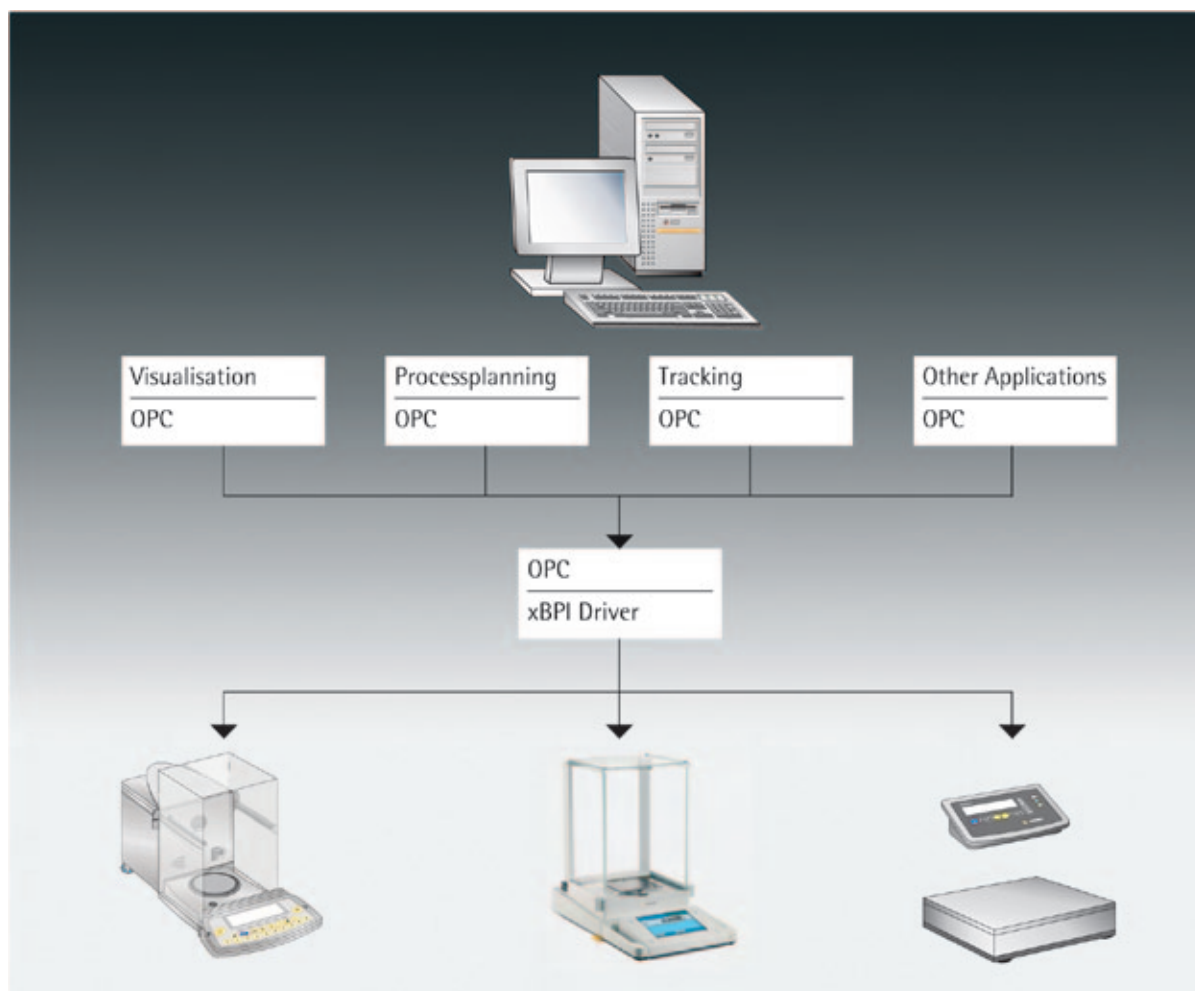 Visualisation
OPC
Processplanning
OPC
Tracking
OPC
Other Applications
OPC
OPC
xBPI Driver